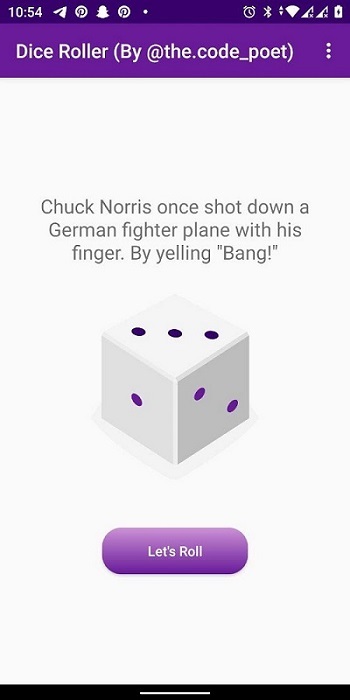 10:54
Dice Roller (By @the.code_poet)
Chuck Norris once shot down a
German fighter plane with his
finger. By yelling "Bang!"
Let's Roll